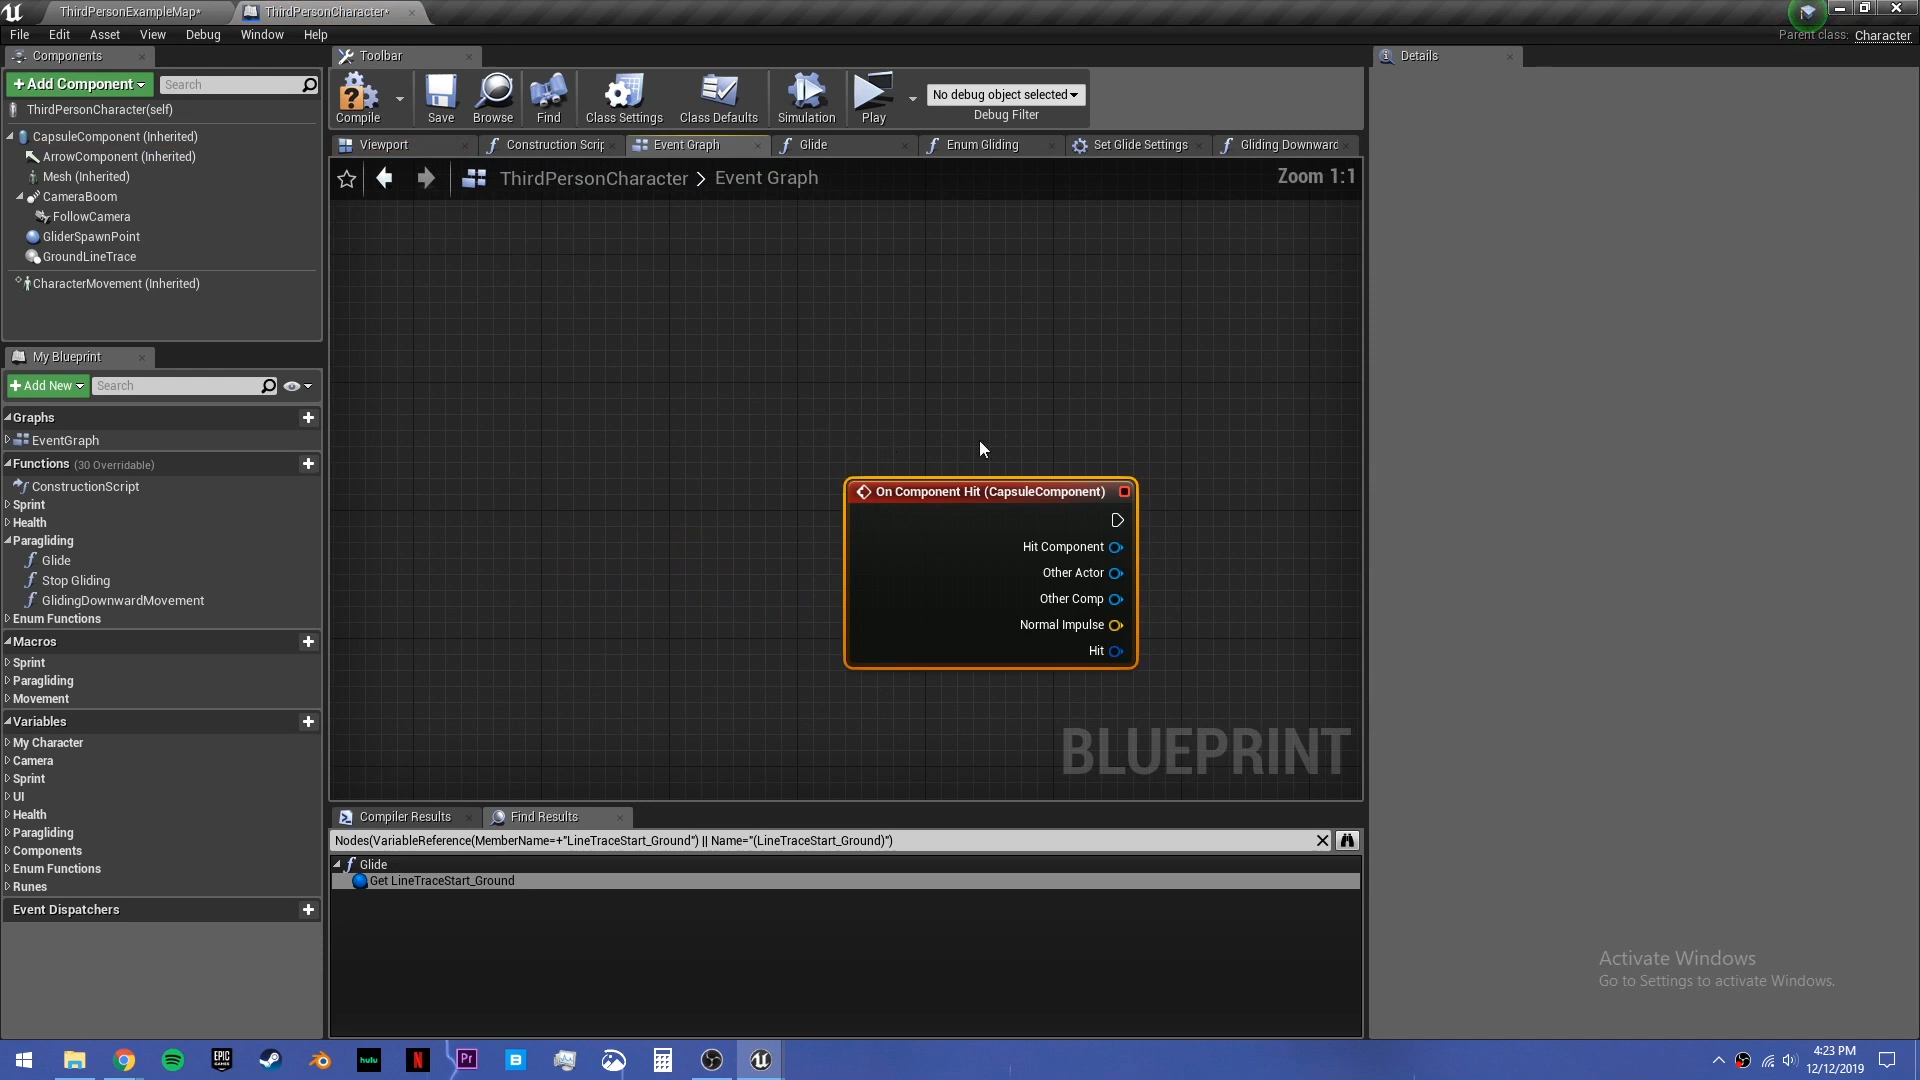 ThirdPersonExampleMap*
ThirdPersonCharacter*
File Edit Asset View Debug Window Help
Parent class: Character
Components
Toolbar
Details
+ Add Component
Search
ThirdPersonCharacter(self)
CapsuleComponent (Inherited)
ArrowComponent (Inherited)
Mesh (Inherited)
CameraBoom
FollowCamera
GliderSpawnPoint
GroundLineTrace
CharacterMovement (Inherited)
Compile
Save
Browse
Find
Class Settings
Class Defaults
Simulation
Play
No debug object selected
Debug Filter
Viewport
Construction Scrip
Event Graph
Glide
Enum Gliding
Set Glide Settings
Gliding Downward
ThirdPersonCharacter > Event Graph
Zoom 1:1
My Blueprint
+ Add New
Search
Graphs
EventGraph
Functions (30 Overridable)
ConstructionScript
Sprint
Health
Paragliding
Glide
Stop Gliding
GlidingDownwardMovement
Enum Functions
Macros
Sprint
Paragliding
Movement
Variables
My Character
Camera
Sprint
UI
Health
Paragliding
Components
Enum Functions
Runes
Event Dispatchers
On Component Hit (CapsuleComponent)
Hit Component
Other Actor
Other Comp
Normal Impulse
Hit
BLUEPRINT
Compiler Results
Find Results
Nodes(VariableReference(MemberName=+"LineTraceStart_Ground") || Name="(LineTraceStart_Ground)")
Glide
Get LineTraceStart_Ground
Activate Windows
Go to Settings to activate Windows.
EPIC GAMES
hulu
N
Pr
B
4:23 PM
12/12/2019